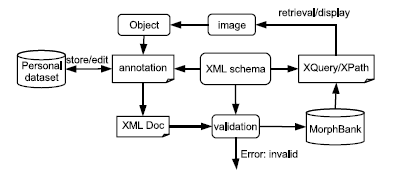 retrieval/display
Object
image
Personal
dataset
store/edit
annotation
XML schema
XQuery/XPath
XML Doc
validation
MorphBank
Error: invalid